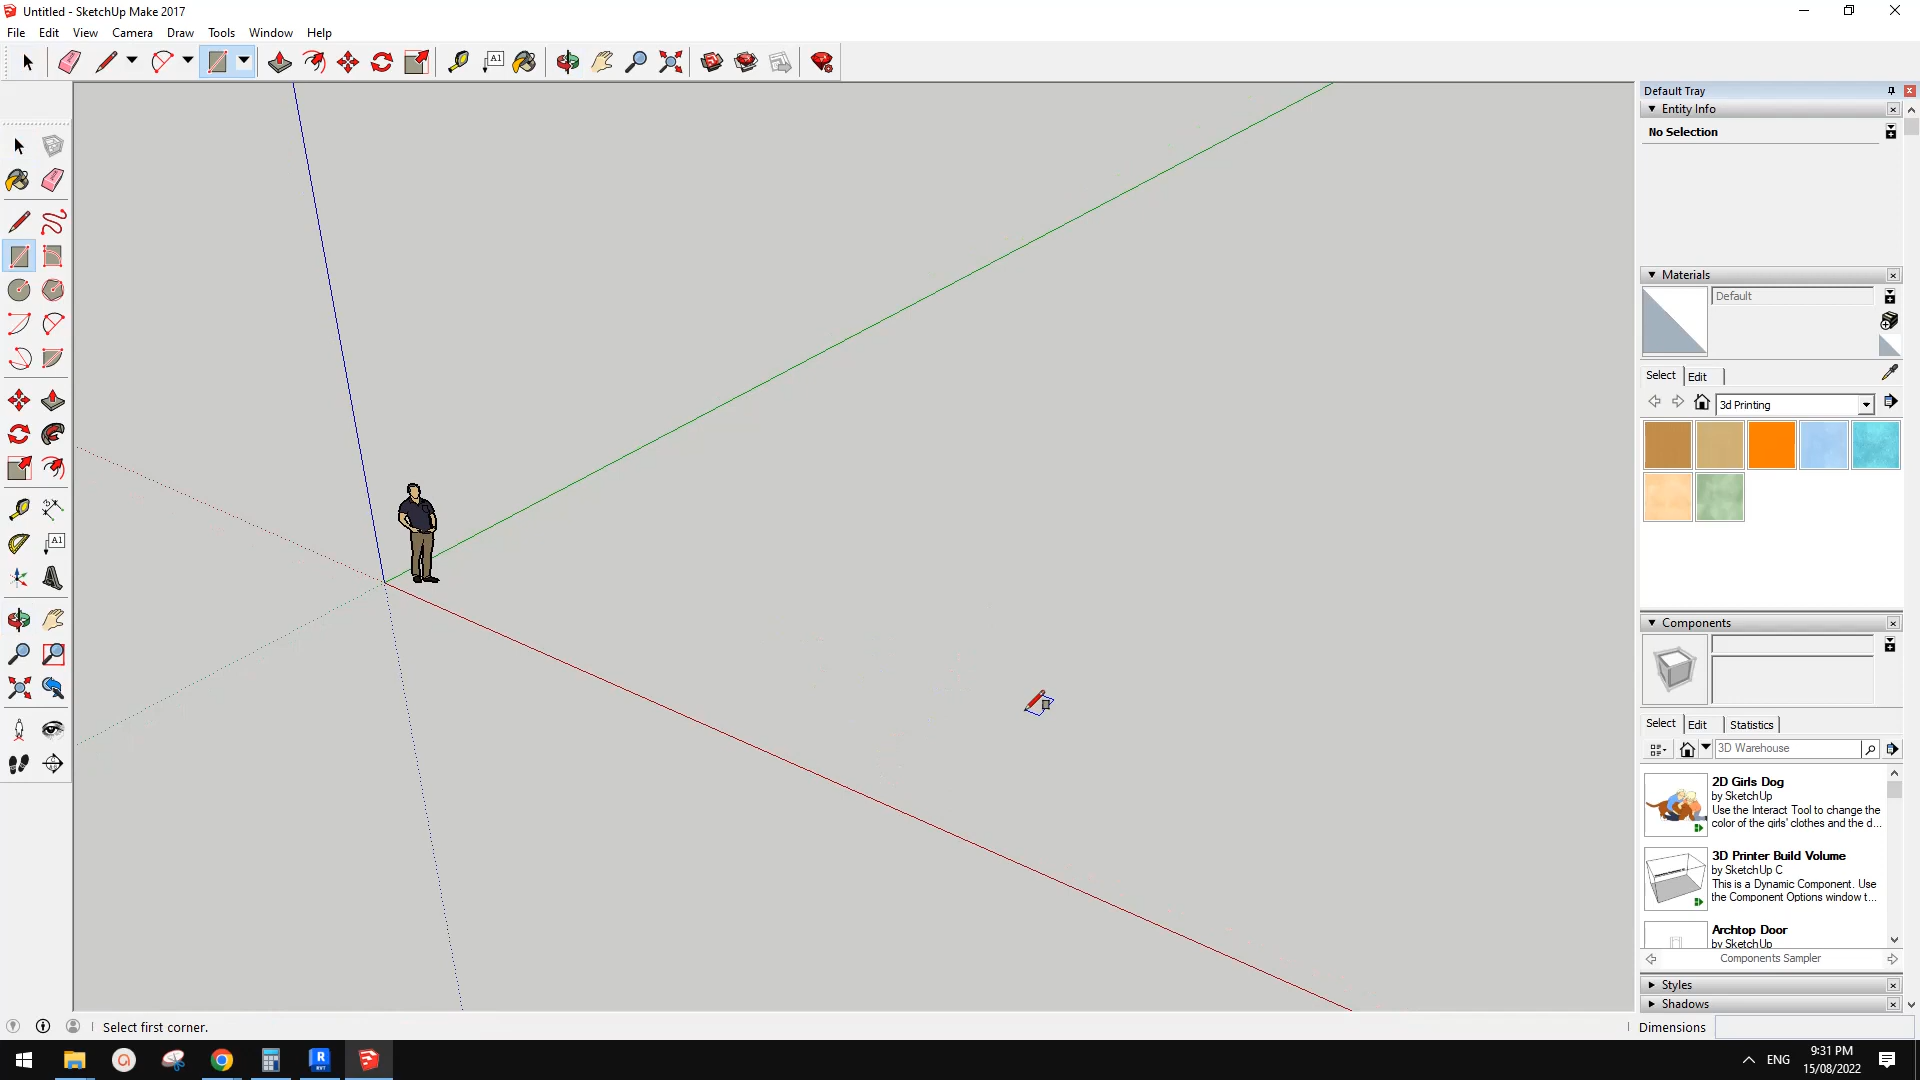 Untitled - SketchUp Make 2017
File Edit View Camera Draw Tools Window Help
A1
Default Tray
Entity Info
No Selection
Materials
Default
Select Edit
3d Printing
A1
Components
Select Edit Statistics
3D Warehouse
2D Girls Dog
by SketchUp
Use the Interact Tool to change the
color of the girls' clothes and the d...
3D Printer Build Volume
by SketchUp C
This is a Dynamic Component. Use
the Component Options window t...
Archtop Door
by SketchUp
Components Sampler
Styles
Shadows
Select first corner.
Dimensions
R
RVT
ENG
9:31 PM
15/08/2022